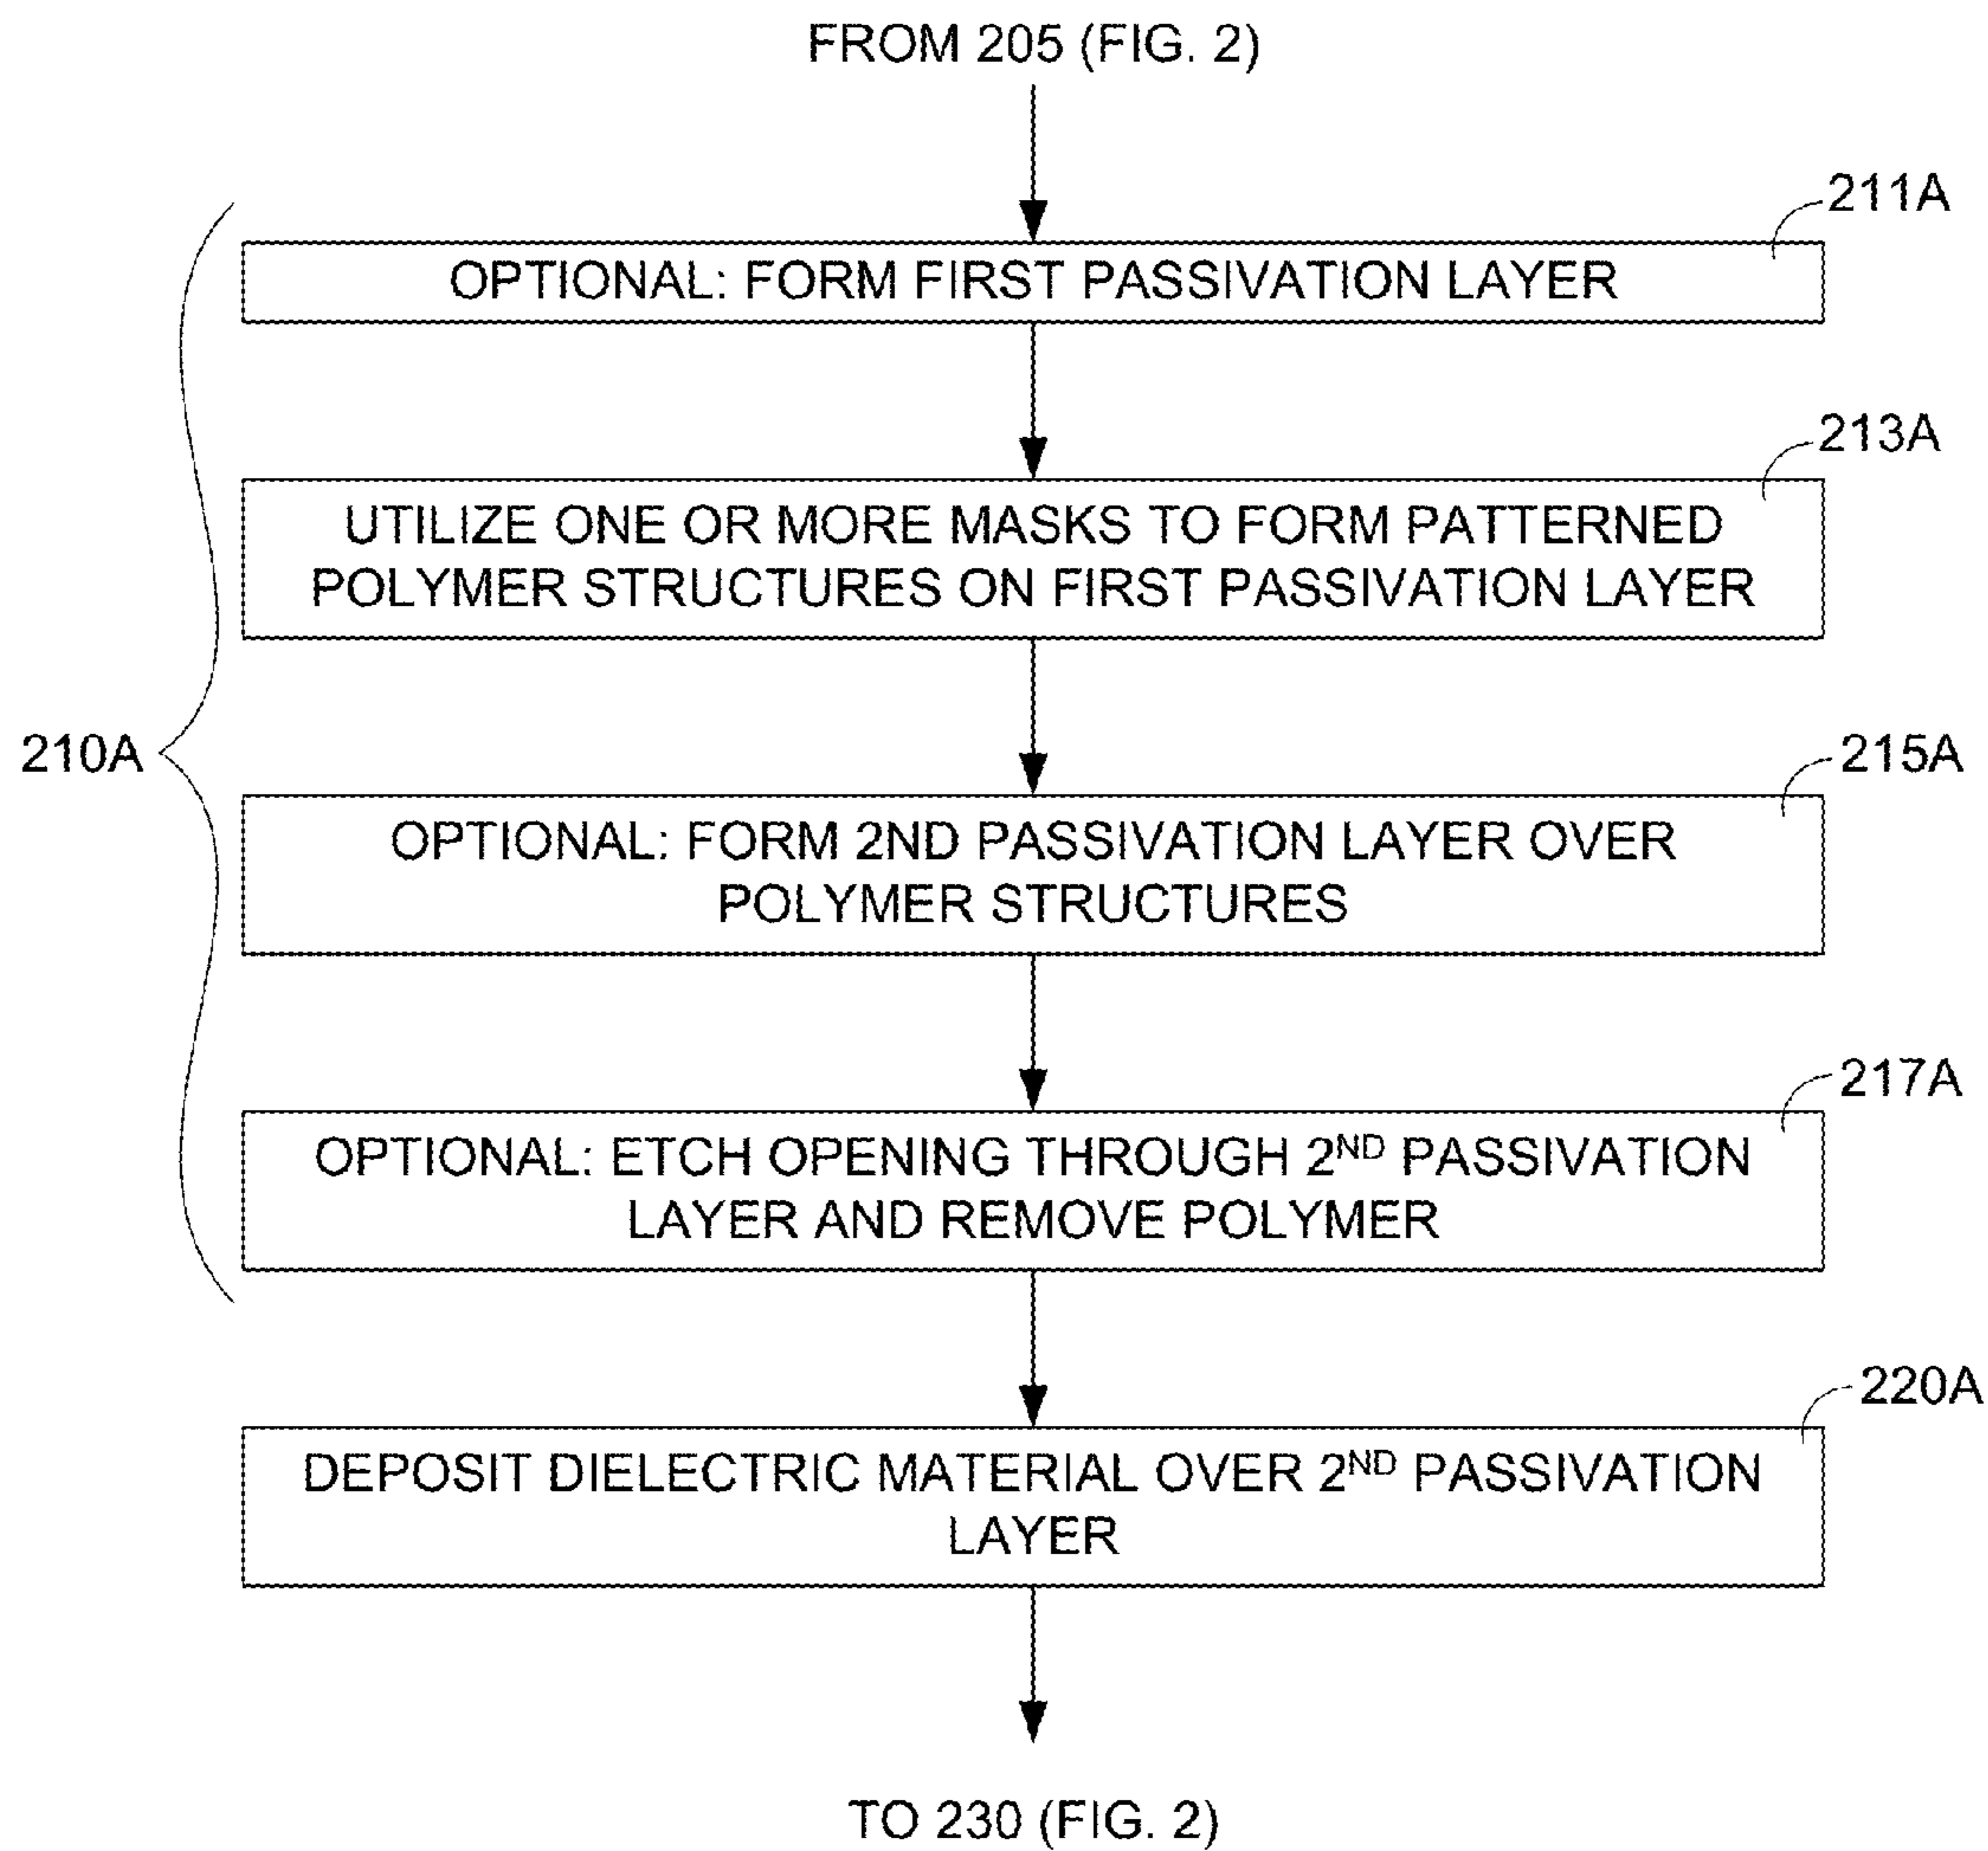 FROM 205 (FIG. 2)
211A
OPTIONAL: FORM FIRST PASSIVATION LAYER
213A
UTILIZE ONE OR MORE MASKS TO FORM PATTERNED
POLYMER STRUCTURES ON FIRST PASSIVATION LAYER
210A
215A
OPTIONAL: FORM 2ND PASSIVATION LAYER OVER
POLYMER STRUCTURES
217A
OPTIONAL: ETCH OPENING THROUGH 2ND PASSIVATION
LAYER AND REMOVE POLYMER
220A
DEPOSIT DIELECTRIC MATERIAL OVER 2ND PASSIVATION
LAYER
TO 230 (FIG. 2)